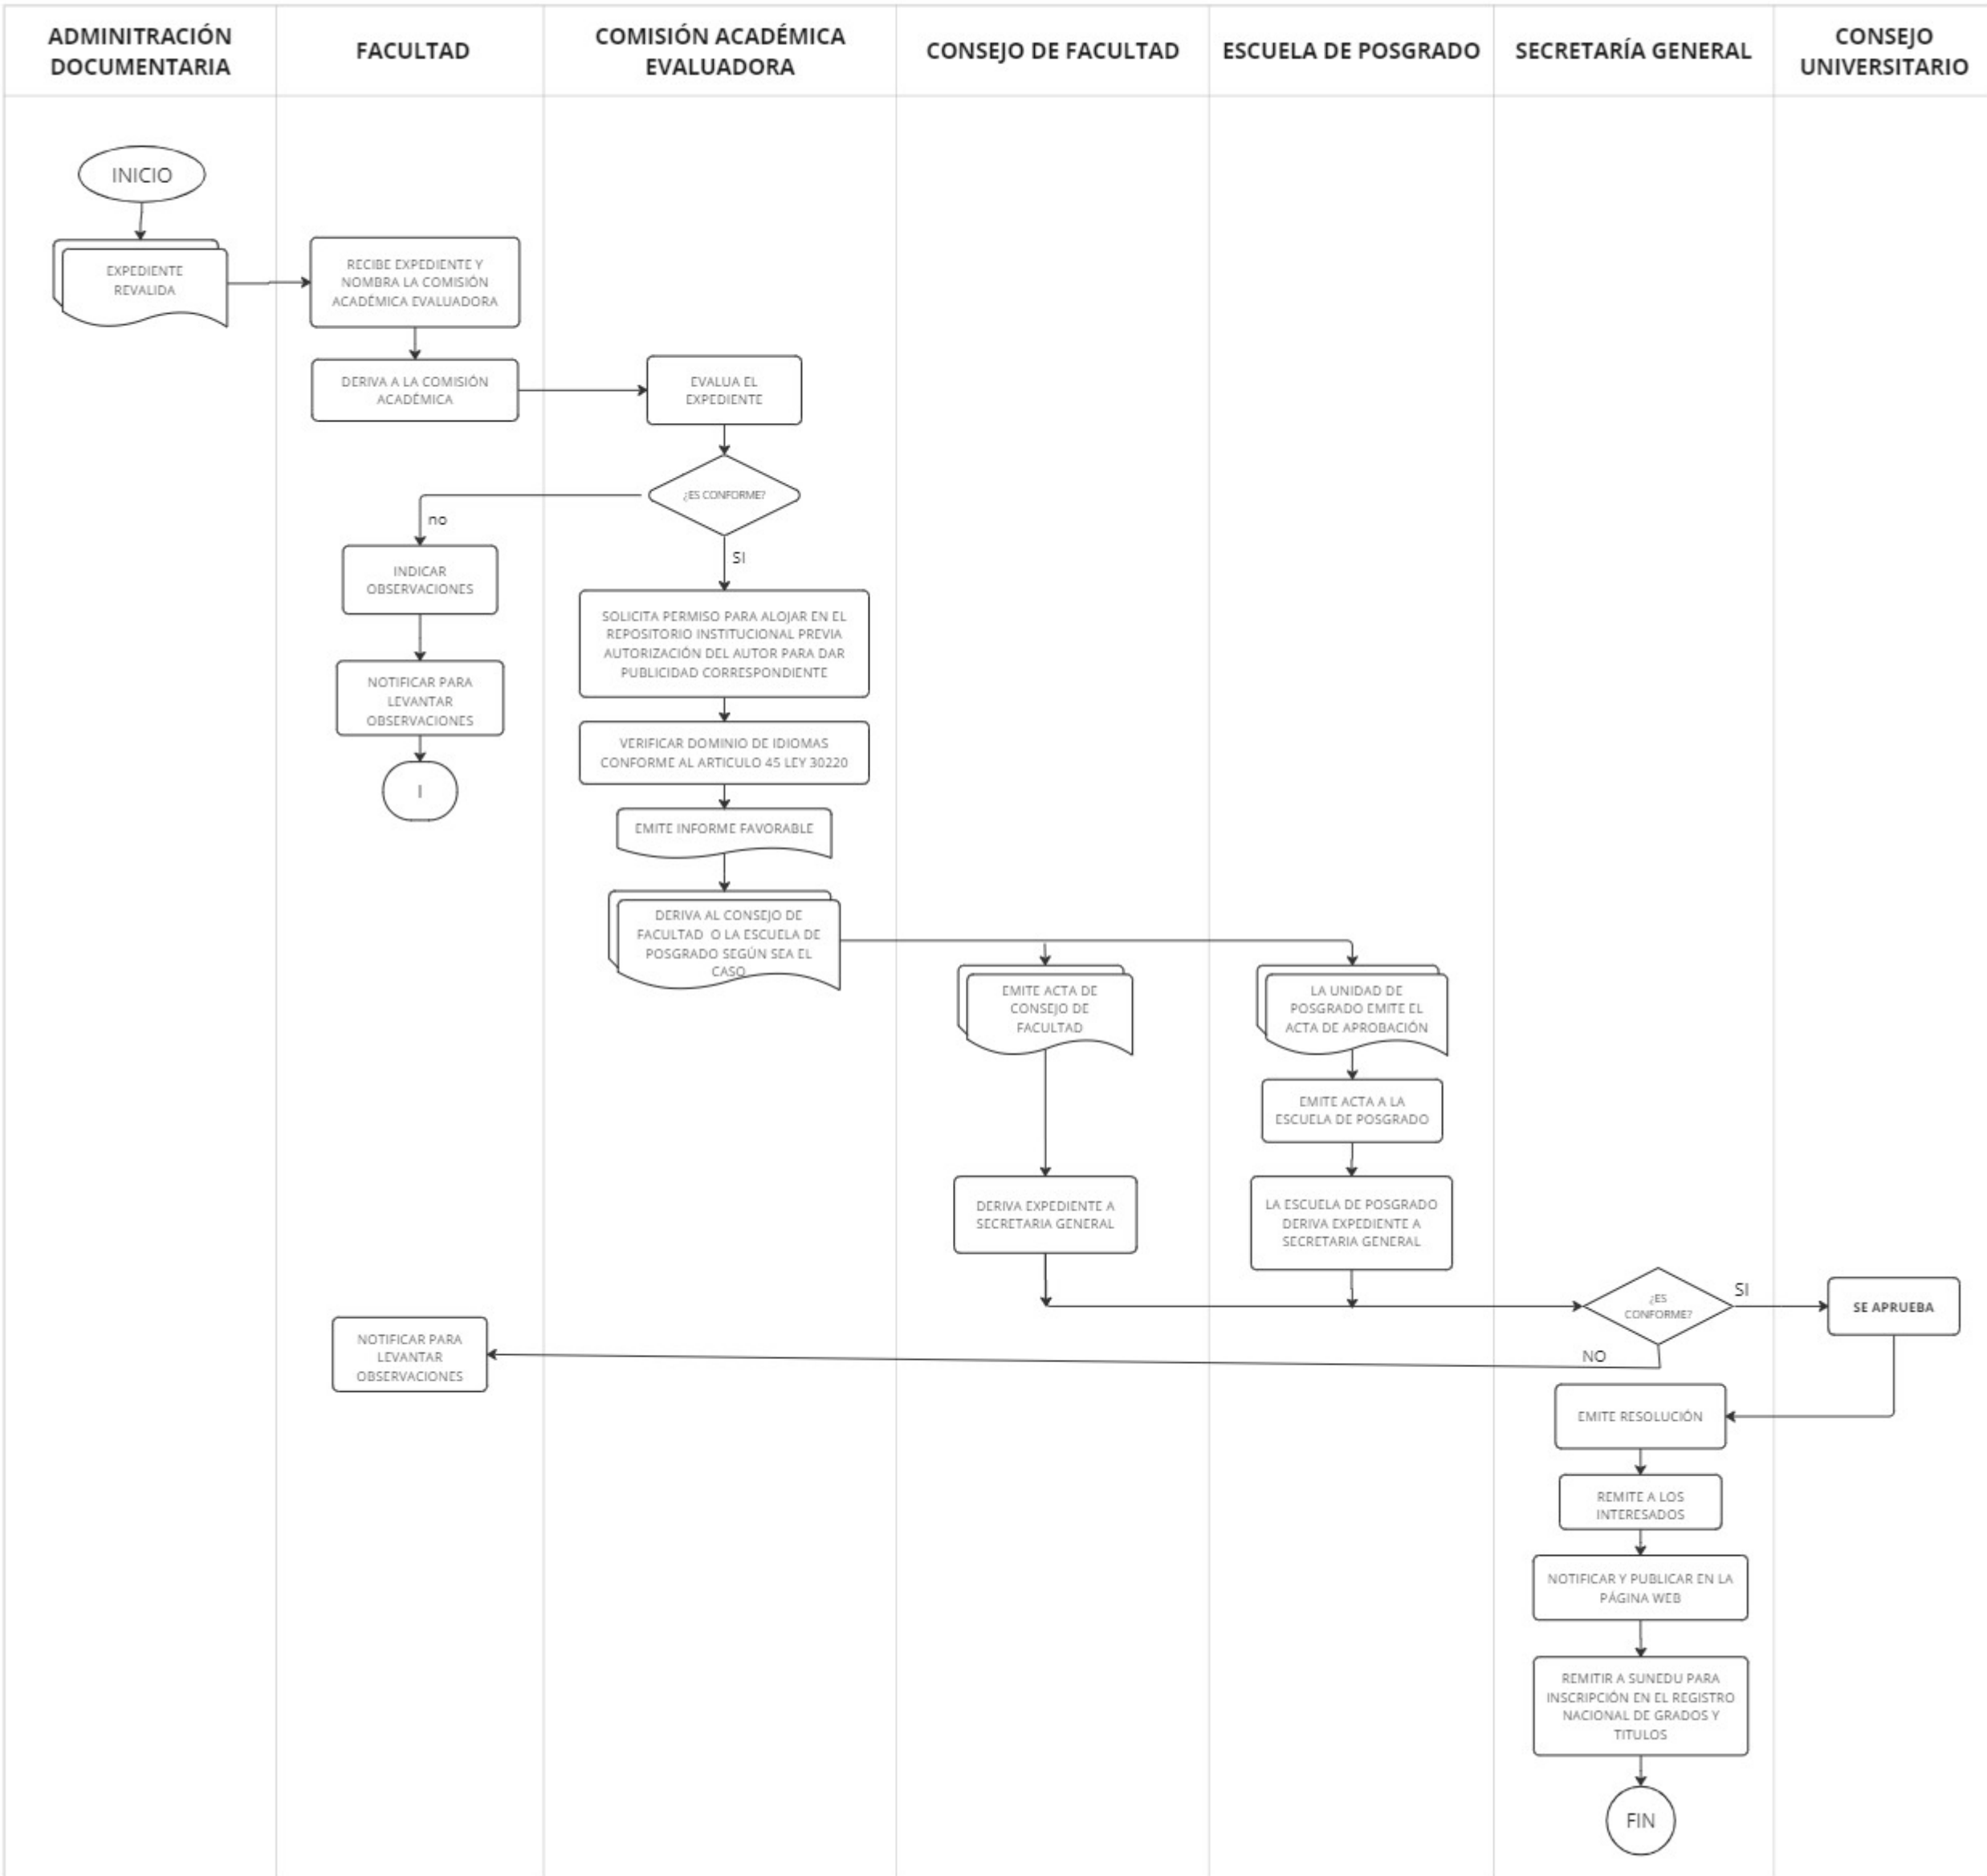 ADMINITRACIÓN
DOCUMENTARIA
FACULTAD
COMISIÓN ACADÉMICA
EVALUADORA
CONSEJO DE FACULTAD
ESCUELA DE POSGRADO
SECRETARÍA GENERAL
CONSEJO
UNIVERSITARIO
INICIO
EXPEDIENTE
REVALIDA
RECIBE EXPEDIENTE Y
NOMBRA LA COMISIÓN
ACADÉMICA EVALUADORA
DERIVA A LA COMISIÓN
ACADÉMICA
EVALUA EL
EXPEDIENTE
¿ES CONFORME?
no
SI
INDICAR
OBSERVACIONES
NOTIFICAR PARA
LEVANTAR
OBSERVACIONES
I
SOLICITA PERMISO PARA ALOJAR EN EL
REPOSITORIO INSTITUCIONAL PREVIA
AUTORIZACIÓN DEL AUTOR PARA DAR
PUBLICIDAD CORRESPONDIENTE
VERIFICAR DOMINIO DE IDIOMAS
CONFORME AL ARTICULO 45 LEY 30220
EMITE INFORME FAVORABLE
DERIVA AL CONSEJO DE
FACULTAD O LA ESCUELA DE
POSGRADO SEGÚN SEA EL
CASO
EMITE ACTA DE
CONSEJO DE
FACULTAD
DERIVA EXPEDIENTE A
SECRETARIA GENERAL
LA UNIDAD DE
POSGRADO EMITE EL
ACTA DE APROBACIÓN
EMITE ACTA A LA
ESCUELA DE POSGRADO
LA ESCUELA DE POSGRADO
DERIVA EXPEDIENTE A
SECRETARIA GENERAL
¿ES
CONFORME?
SI
SE APRUEBA
NO
NOTIFICAR PARA
LEVANTAR
OBSERVACIONES
EMITE RESOLUCIÓN
REMITE A LOS
INTERESADOS
NOTIFICAR Y PUBLICAR EN LA
PÁGINA WEB
REMITIR A SUNEDU PARA
INSCRIPCIÓN EN EL REGISTRO
NACIONAL DE GRADOS Y
TITULOS
FIN